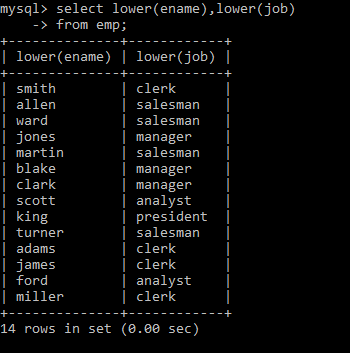 mysql> select lower(ename),lower(job)
    -> from emp;
+--------------+------------+
| lower(ename) | lower(job) |
+--------------+------------+
| smith        | clerk      |
| allen        | salesman   |
| ward         | salesman   |
| jones        | manager    |
| martin       | salesman   |
| blake        | manager    |
| clark        | manager    |
| scott        | analyst    |
| king         | president  |
| turner       | salesman   |
| adams        | clerk      |
| james        | clerk      |
| ford         | analyst    |
| miller       | clerk      |
+--------------+------------+
14 rows in set (0.00 sec)